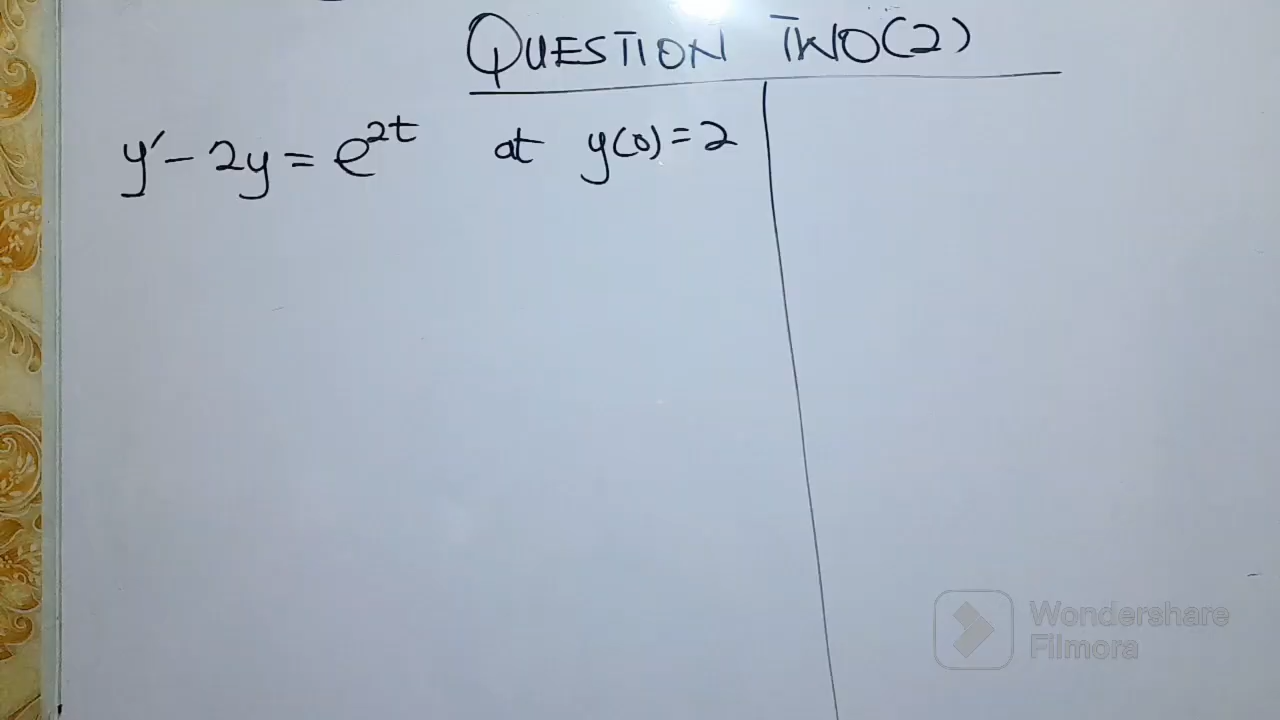 QUESTION TWO(2)
y′ – 2y = e^{2t} at y(0) = 2
Wondershare
Filmora